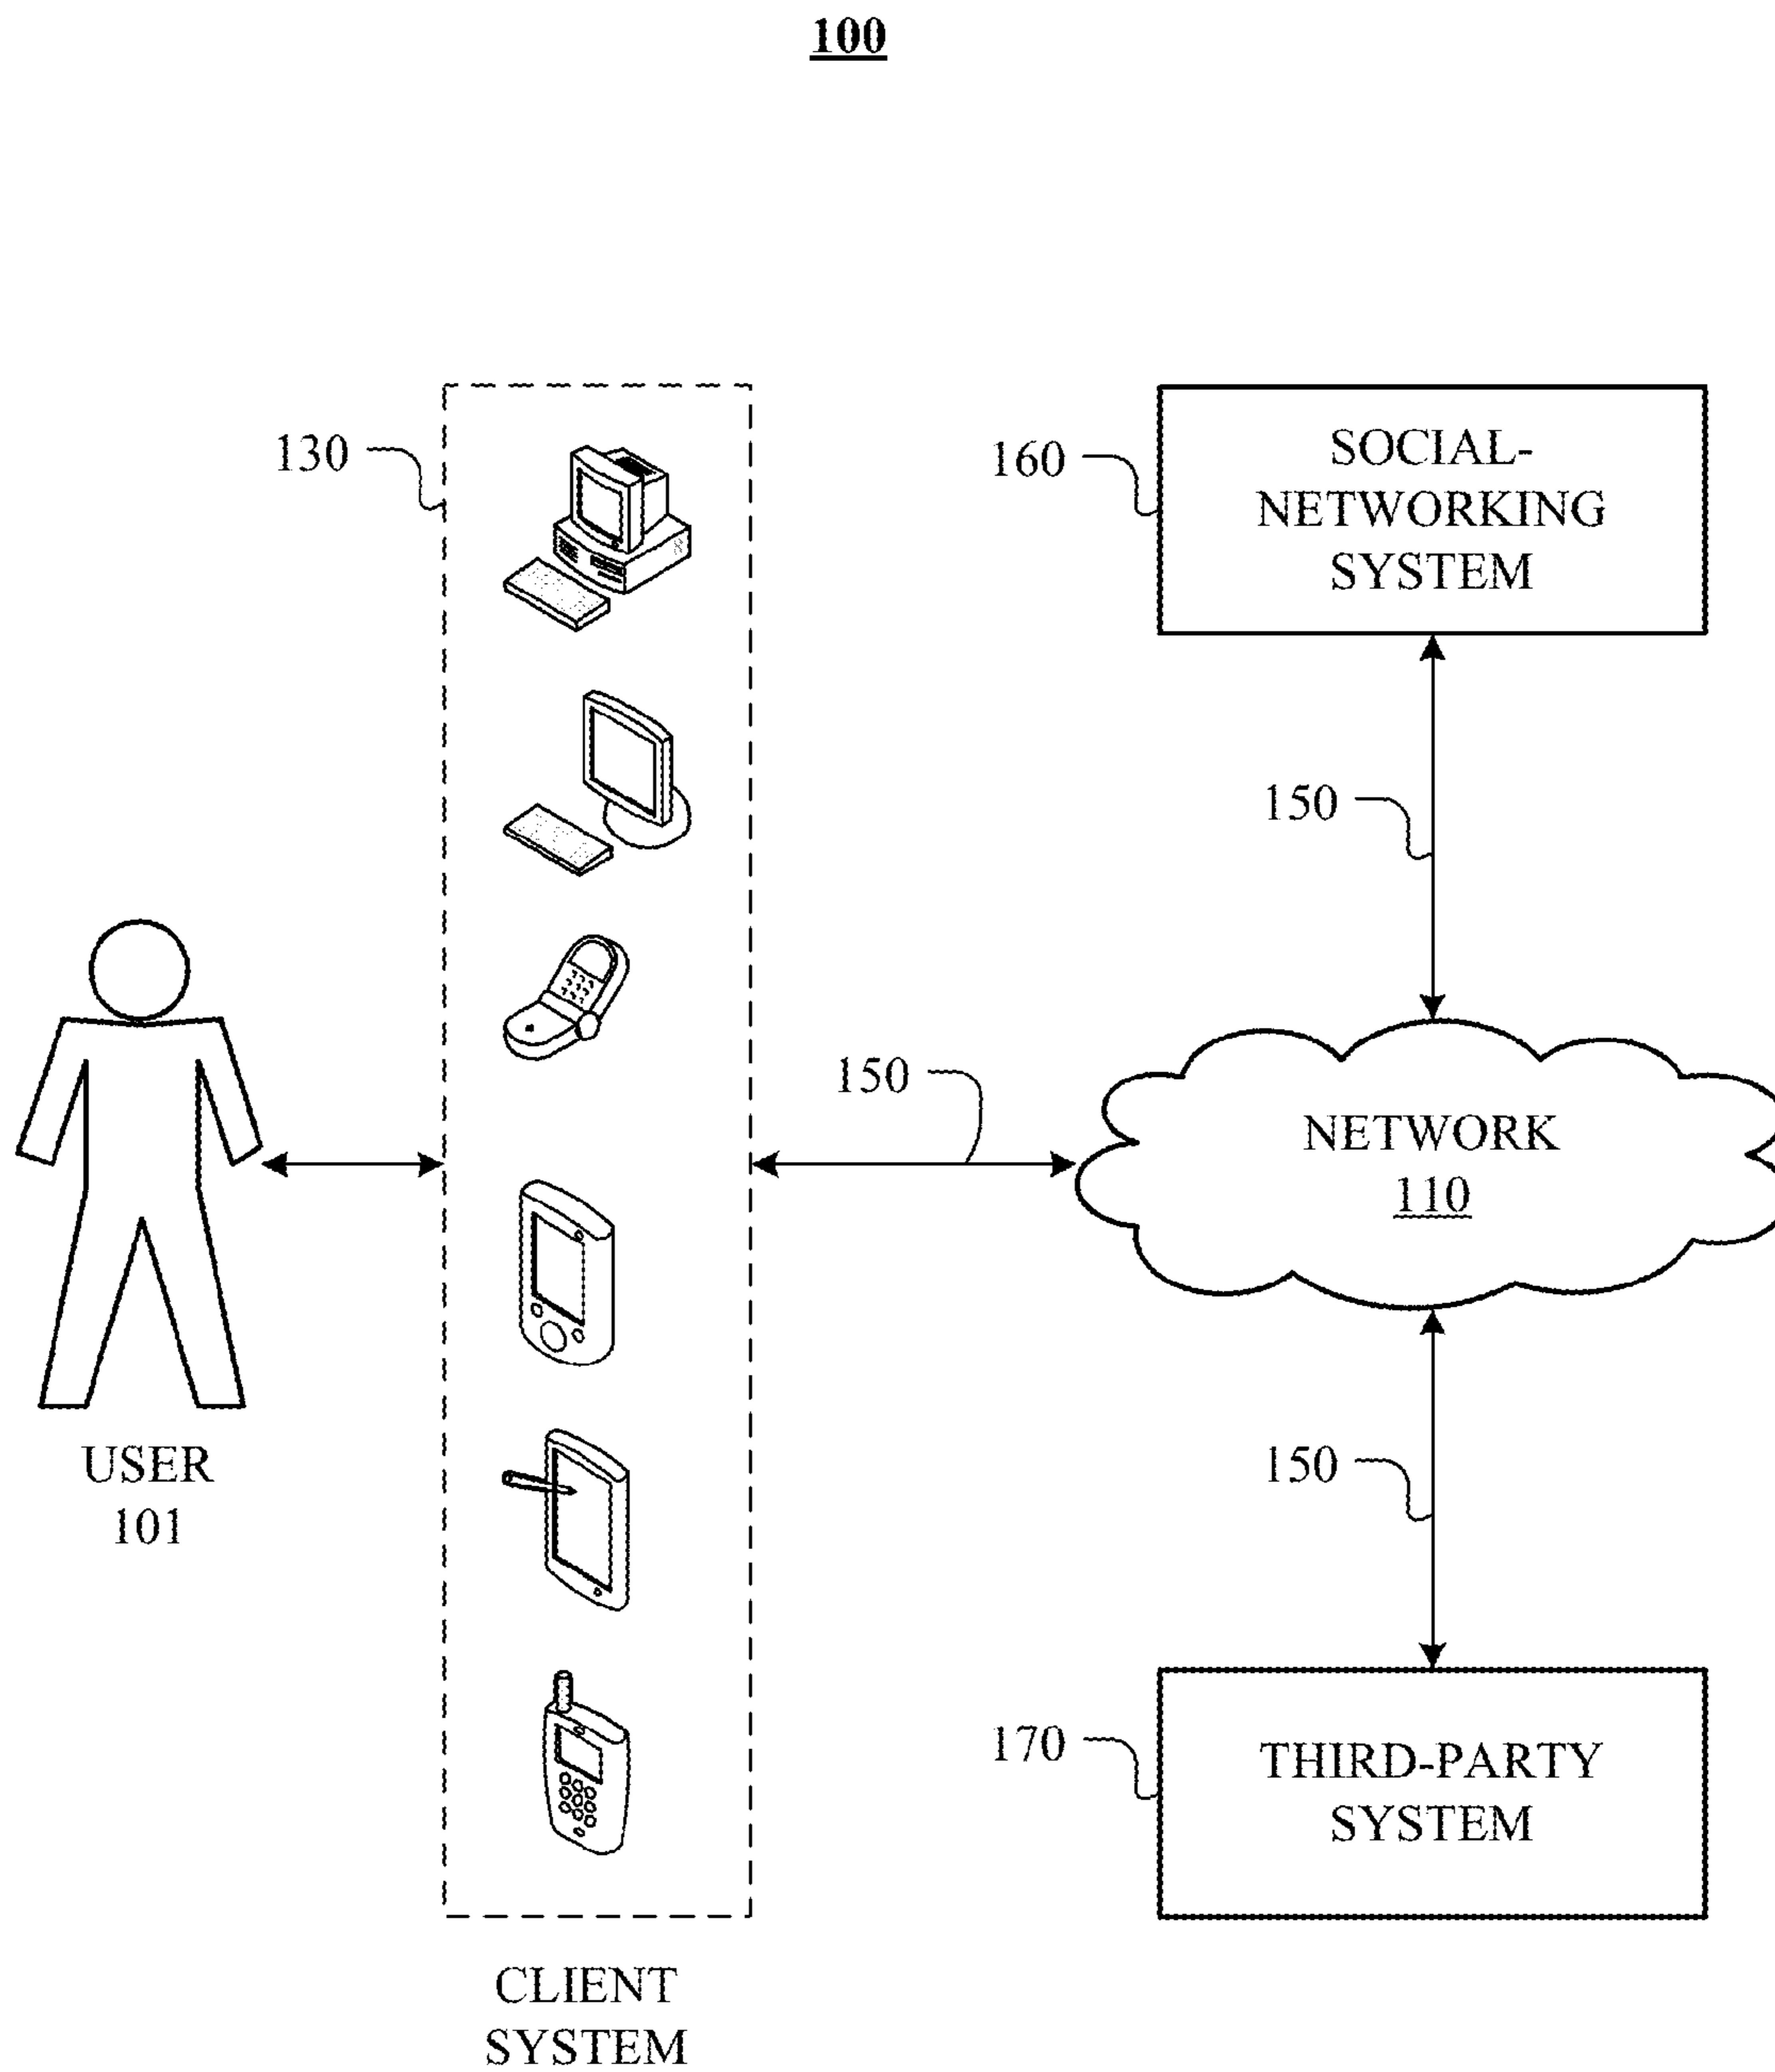 100
130
160
SOCIAL-
NETWORKING
SYSTEM
150
150
NETWORK
110
USER
101
150
170
THIRD-PARTY
SYSTEM
CLIENT
SYSTEM